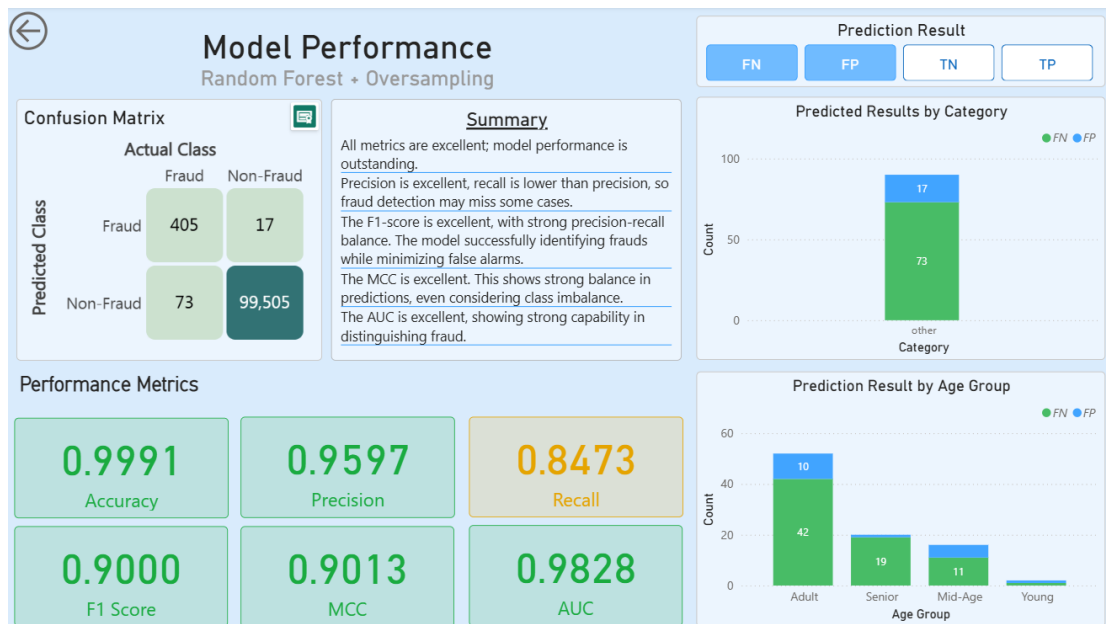 Model Performance
Random Forest + Oversampling
Prediction Result
FN
FP
TN
TP
Confusion Matrix
Actual Class
Fraud
Non-Fraud
Predicted Class
Fraud
405
17
Non-Fraud
73
99,505
Summary
All metrics are excellent; model performance is
outstanding.
Precision is excellent, recall is lower than precision, so
fraud detection may miss some cases.
The F1-score is excellent, with strong precision-recall
balance. The model successfully identifying frauds
while minimizing false alarms.
The MCC is excellent. This shows strong balance in
predictions, even considering class imbalance.
The AUC is excellent, showing strong capability in
distinguishing fraud.
Predicted Results by Category
FN FP
100
50
0
Count
17
73
other
Category
Performance Metrics
0.9991
Accuracy
0.9597
Precision
0.8473
Recall
0.9000
F1 Score
0.9013
MCC
0.9828
AUC
Prediction Result by Age Group
FN FP
60
40
20
0
Count
10
42
19
11
Adult
Senior
Mid-Age
Young
Age Group